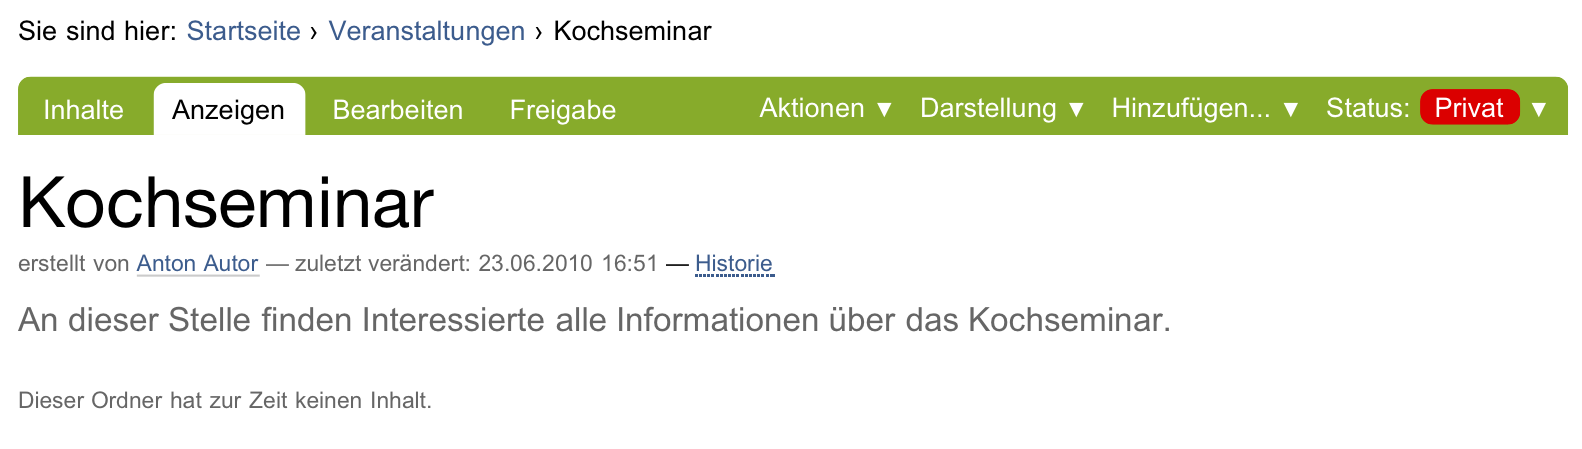 Sie sind hier: Startseite › Veranstaltungen › Kochseminar
Inhalte Anzeigen Bearbeiten Freigabe Aktionen ▼ Darstellung ▼ Hinzufügen... ▼ Status: Privat ▼
Kochseminar
erstellt von Anton Autor — zuletzt verändert: 23.06.2010 16:51 — Historie
An dieser Stelle finden Interessierte alle Informationen über das Kochseminar.
Dieser Ordner hat zur Zeit keinen Inhalt.